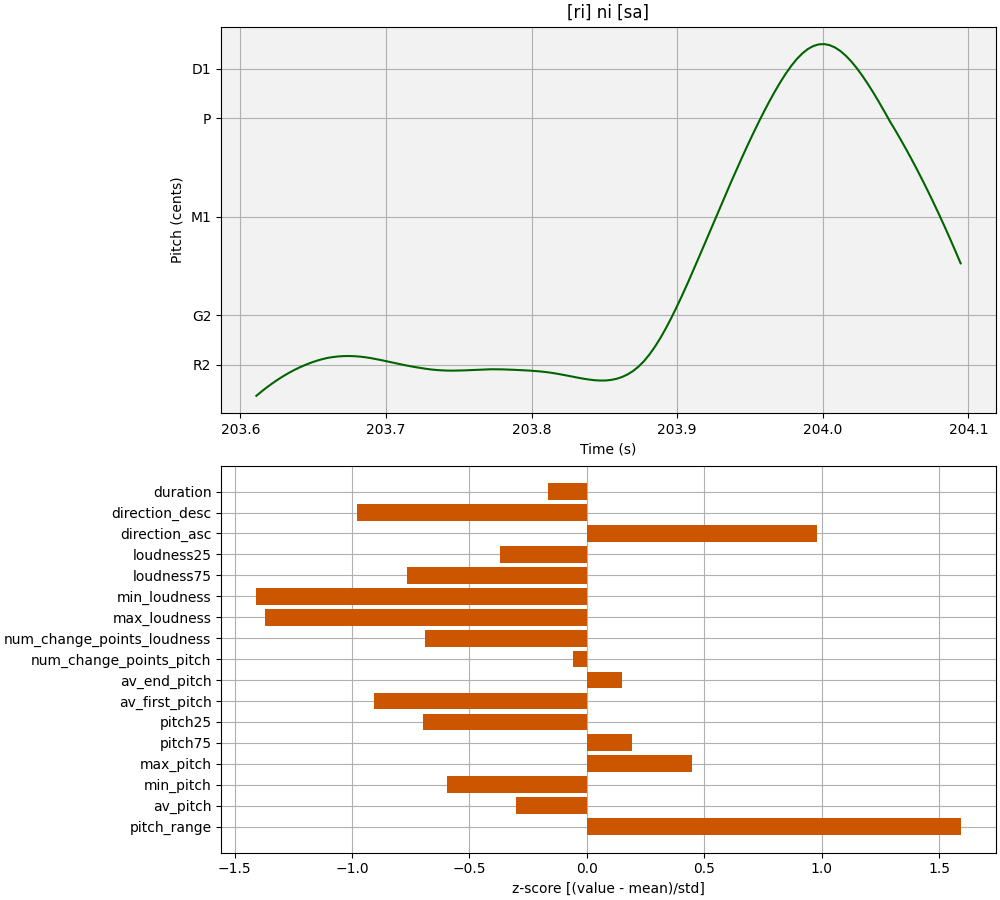 [ri] ni [sa]
D1
P
M1
G2
R2
Pitch (cents)
203.6 203.7 203.8 203.9 204.0 204.1
Time (s)
duration
direction_desc
direction_asc
loudness25
loudness75
min_loudness
max_loudness
num_change_points_loudness
num_change_points_pitch
av_end_pitch
av_first_pitch
pitch25
pitch75
max_pitch
min_pitch
av_pitch
pitch_range
−1.5 −1.0 −0.5 0.0 0.5 1.0 1.5
z-score [(value - mean)/std]